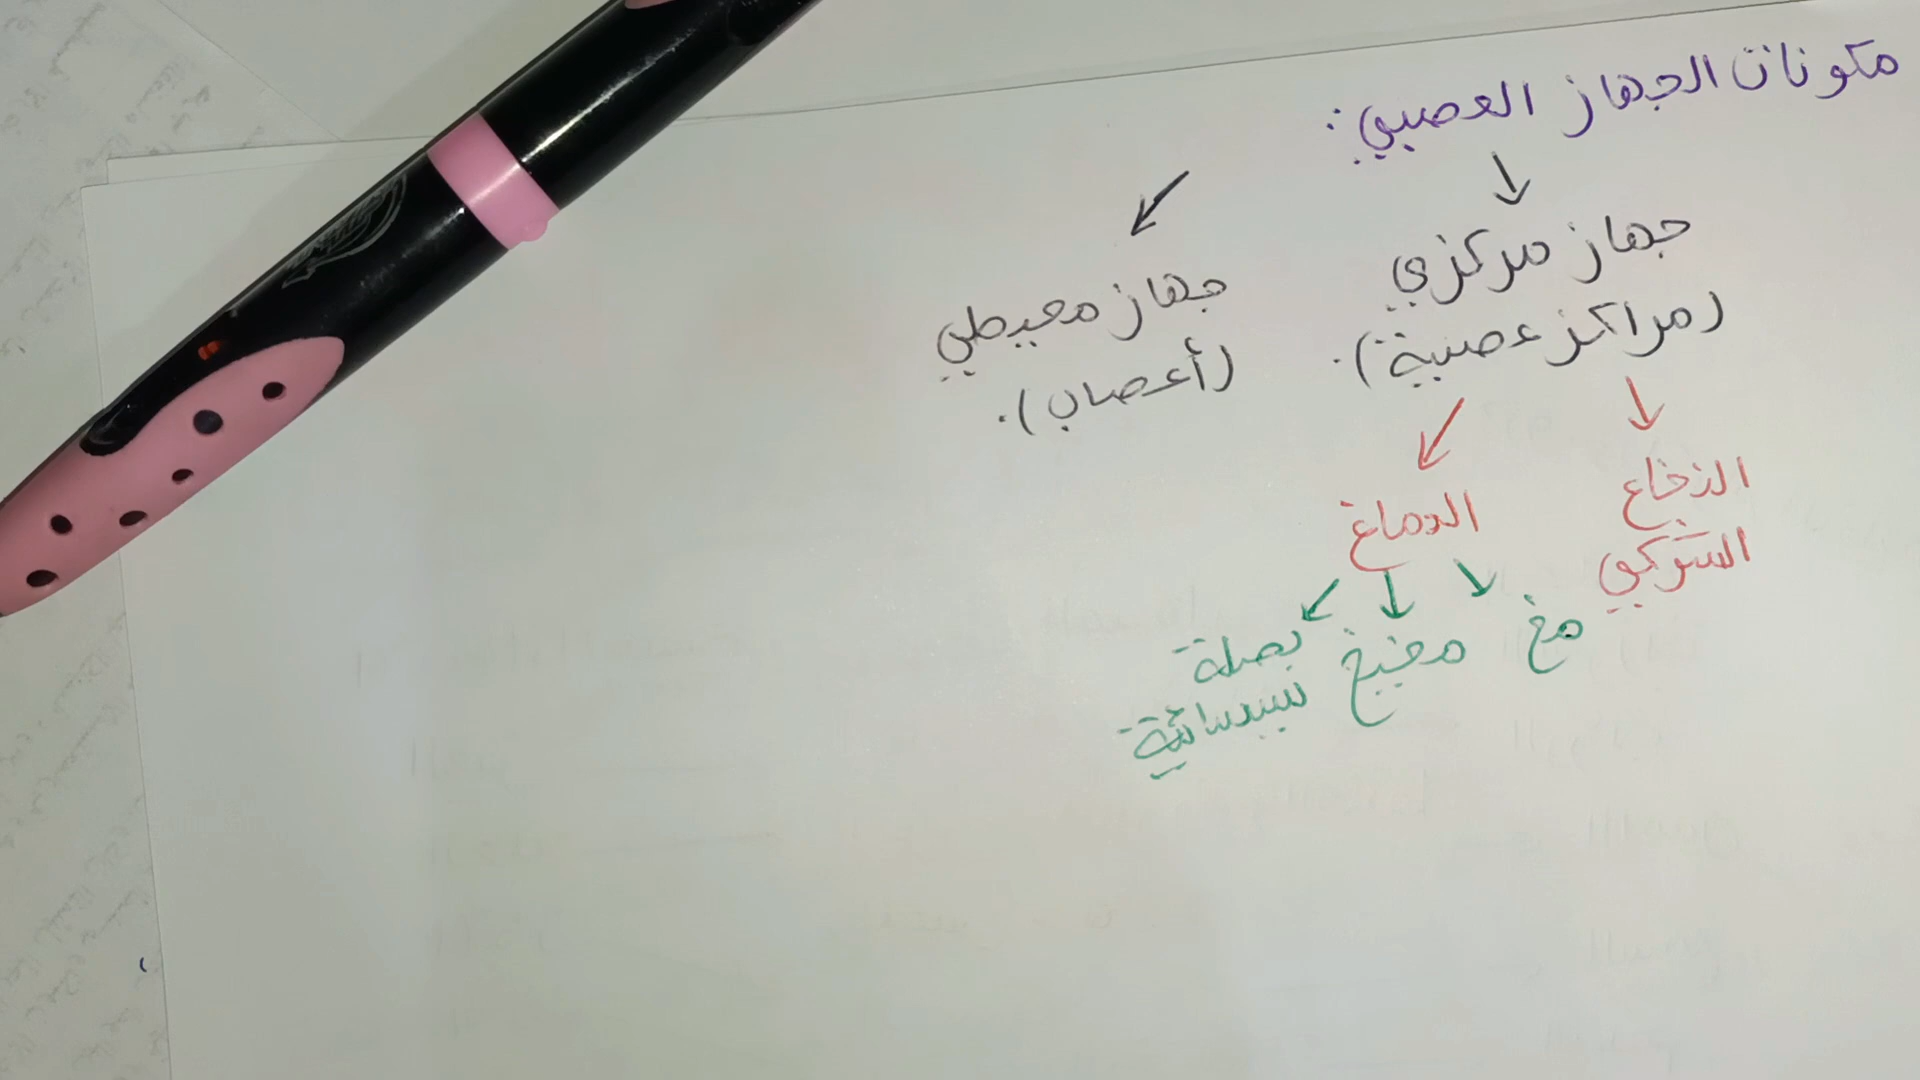 مكونات الجهاز العصبي:
جهاز مركزي
(مراكز عصبية).
جهاز محيطي
(أعصاب).
النخاع
الشوكي
الدماغ
مخ
مخيخ
بصلة
سيسائية